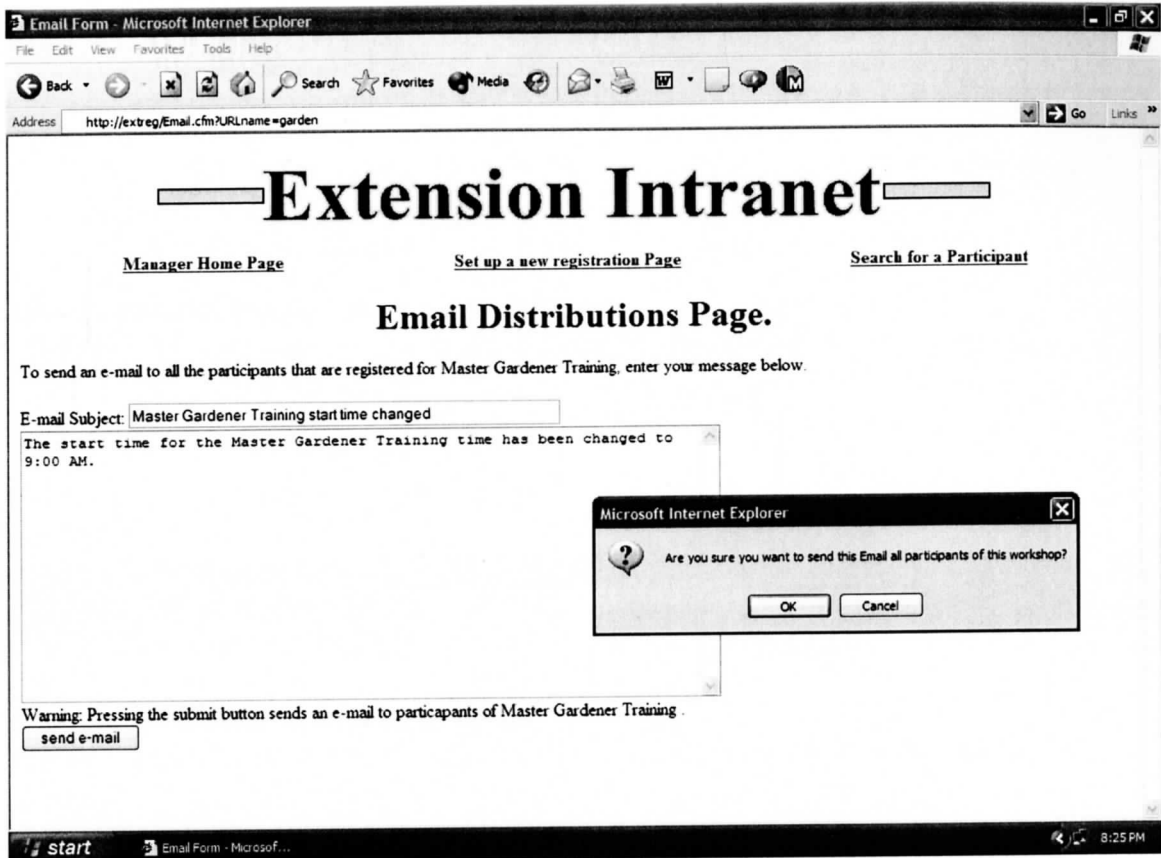 Email Form - Microsoft Internet Explorer
File Edit View Favorites Tools Help
Back Search Favorites Media W M
Address http://extreg/Email.cfm?URLname=garden Go Links »
Extension Intranet
Manager Home Page Set up a new registration Page Search for a Participant
Email Distributions Page.
To send an e-mail to all the participants that are registered for Master Gardener Training, enter your message below.
E-mail Subject: Master Gardener Training start time changed
The start time for the Master Gardener Training time has been changed to
9:00 AM.
Microsoft Internet Explorer
Are you sure you want to send this Email all participants of this workshop?
OK Cancel
Warning: Pressing the submit button sends an e-mail to particapants of Master Gardener Training .
send e-mail
start Email Form - Microsof... 8:25 PM